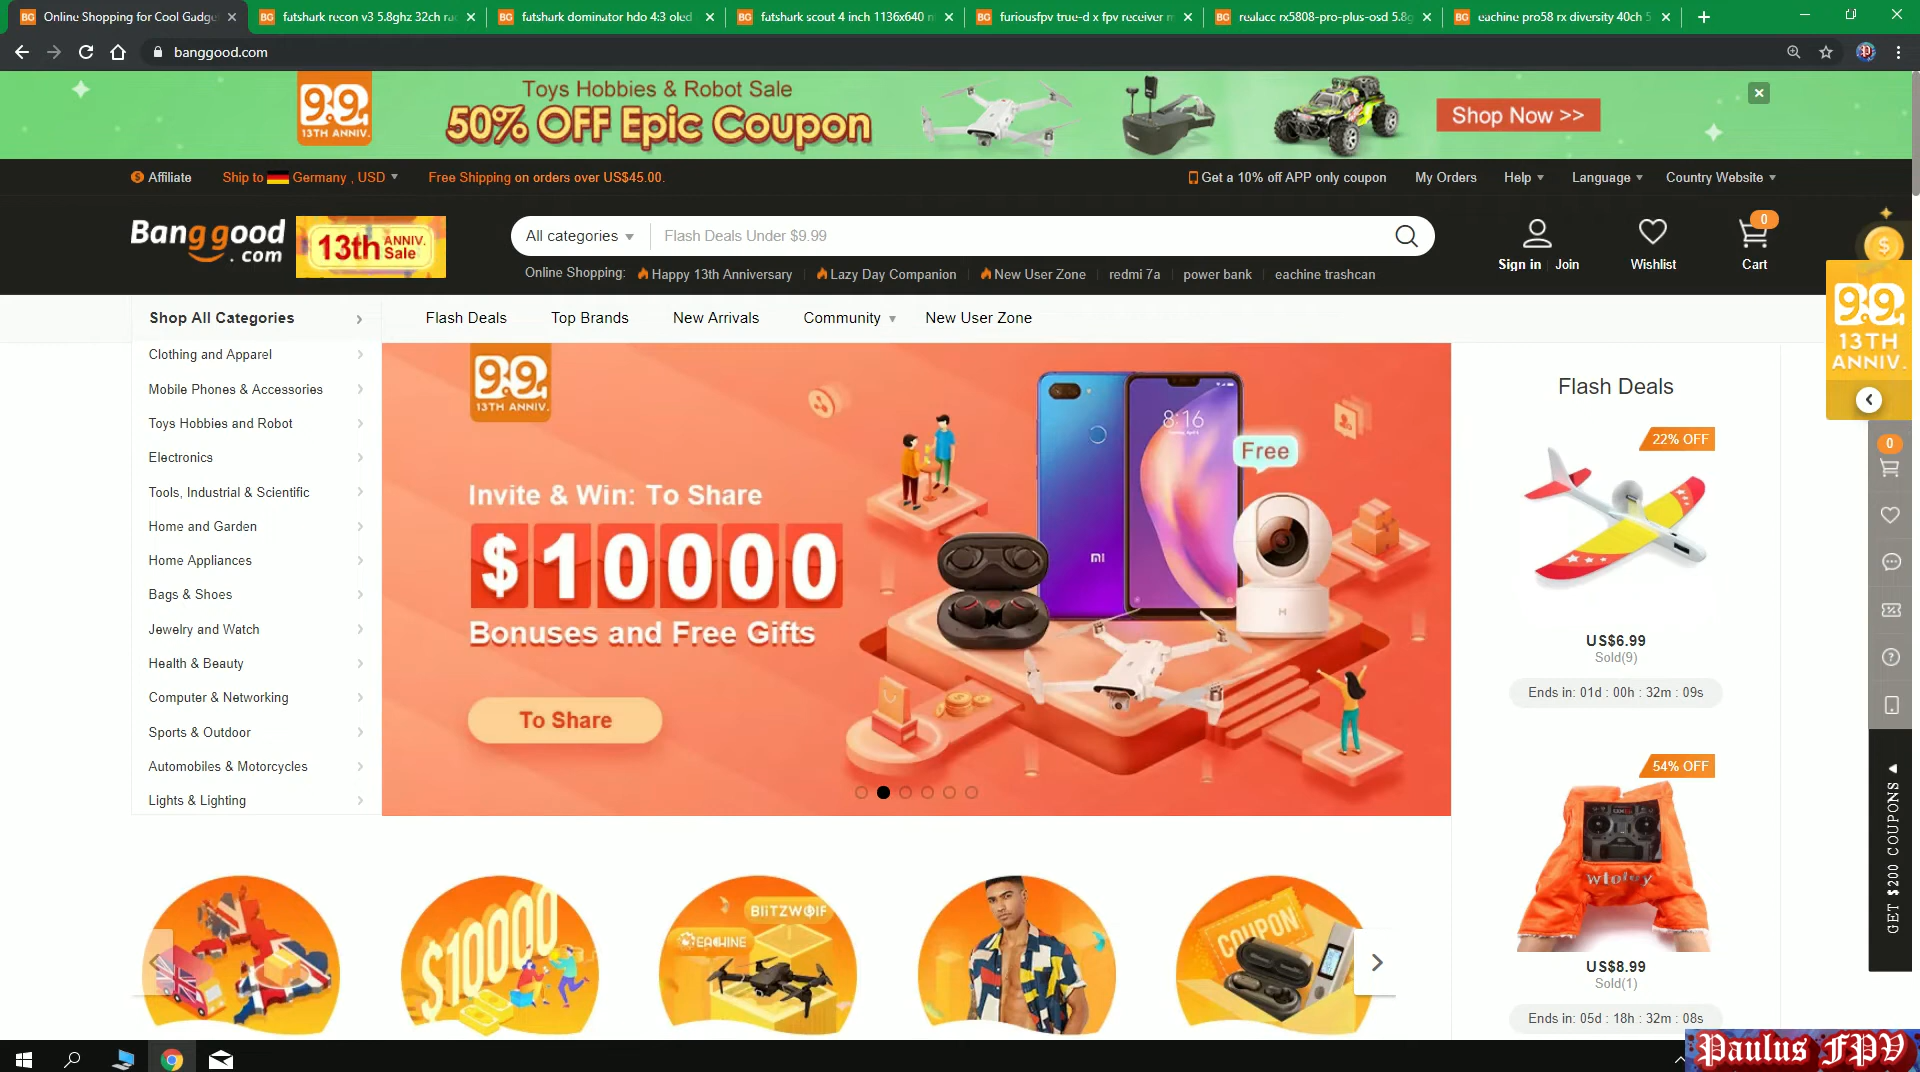 Online Shopping for Cool Gadge
fatshark recon v3 5.8ghz 32ch rac
fatshark dominator hdo 4:3 oled
fatshark scout 4 inch 1136x640 n
furiousfpv true-d x fpv receiver m
realacc rx5808-pro-plus-osd 5.8g
eachine pro58 rx diversity 40ch 5
banggood.com
9.9.
13TH ANNIV.
Toys Hobbies & Robot Sale
50% OFF Epic Coupon
Shop Now >>
Affiliate
Ship to Germany , USD
Free Shipping on orders over US$45.00.
Get a 10% off APP only coupon
My Orders
Help
Language
Country Website
Banggood
.com
13th ANNIV. Sale
All categories
Flash Deals Under $9.99
Sign in
Join
Wishlist
0
Cart
Online Shopping:
Happy 13th Anniversary
Lazy Day Companion
New User Zone
redmi 7a
power bank
eachine trashcan
Shop All Categories
Flash Deals
Top Brands
New Arrivals
Community
New User Zone
9.9.
13TH
ANNIV.
Clothing and Apparel
Mobile Phones & Accessories
Toys Hobbies and Robot
Electronics
Tools, Industrial & Scientific
Home and Garden
Home Appliances
Bags & Shoes
Jewelry and Watch
Health & Beauty
Computer & Networking
Sports & Outdoor
Automobiles & Motorcycles
Lights & Lighting
9.9.
13TH ANNIV.
Invite & Win: To Share
$10000
Bonuses and Free Gifts
To Share
8:16
Free
mi
Flash Deals
22% OFF
US$6.99
Sold(9)
Ends in: 01d : 00h : 32m : 09s
54% OFF
wtotoy
US$8.99
Sold(1)
Ends in: 05d : 18h : 32m : 08s
0
GET $200 COUPONS
$10000
BLITZWOLF
EACHINE
COUPON
Paulus FPV